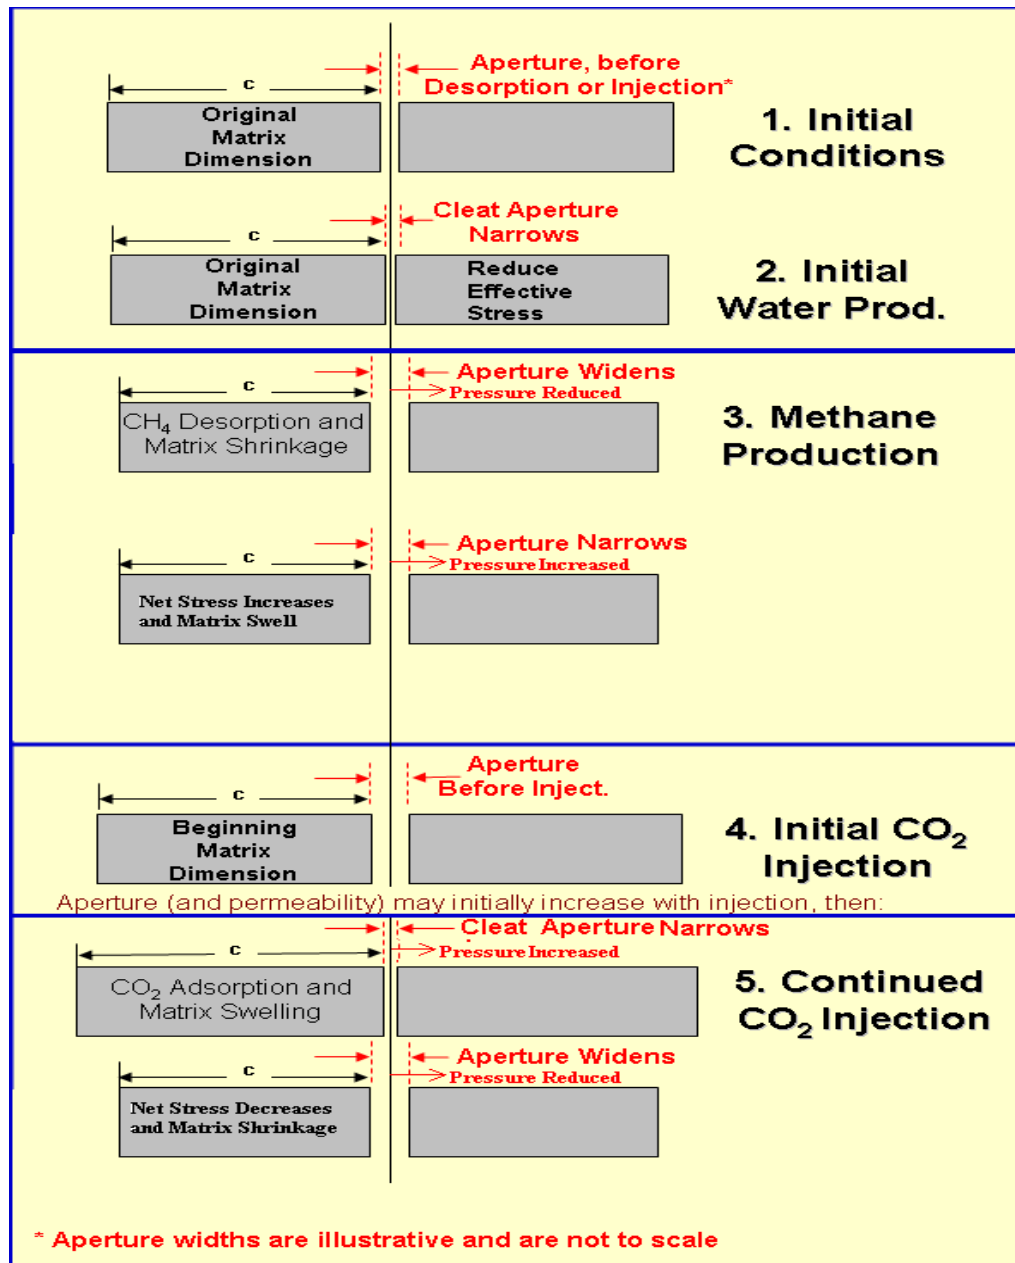 Aperture, before
Desorption or Injection*
c
Original
Matrix
Dimension
1. Initial
Conditions
Cleat Aperture
Narrows
c
Original
Matrix
Dimension
Reduce
Effective
Stress
2. Initial
Water Prod.
Aperture Widens
Pressure Reduced
c
CH₄ Desorption and
Matrix Shrinkage
3. Methane
Production
Aperture Narrows
Pressure Increased
c
Net Stress Increases
and Matrix Swell
Aperture
Before Inject.
c
Beginning
Matrix
Dimension
4. Initial CO₂
Injection
Aperture (and permeability) may initially increase with injection, then:
Cleat Aperture Narrows
Pressure Increased
c
CO₂ Adsorption and
Matrix Swelling
5. Continued
CO₂ Injection
Aperture Widens
Pressure Reduced
c
Net Stress Decreases
and Matrix Shrinkage
* Aperture widths are illustrative and are not to scale